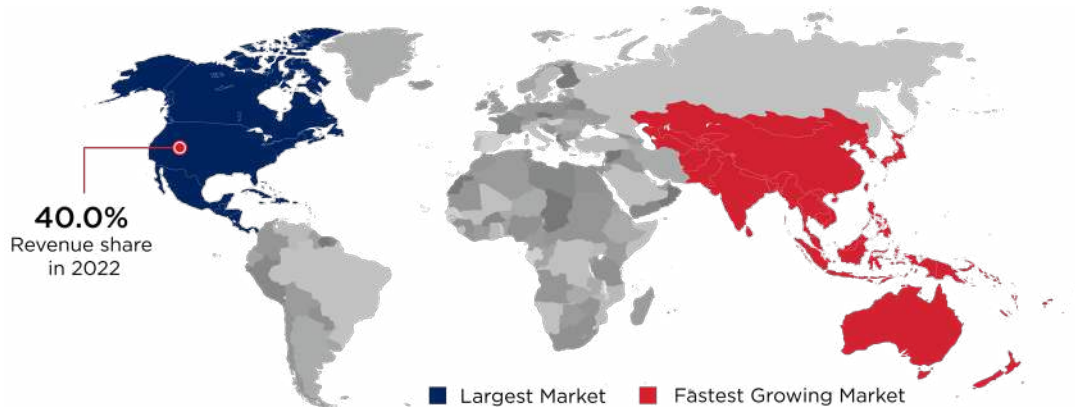 40.0%
Revenue share
in 2022
Largest Market
Fastest Growing Market